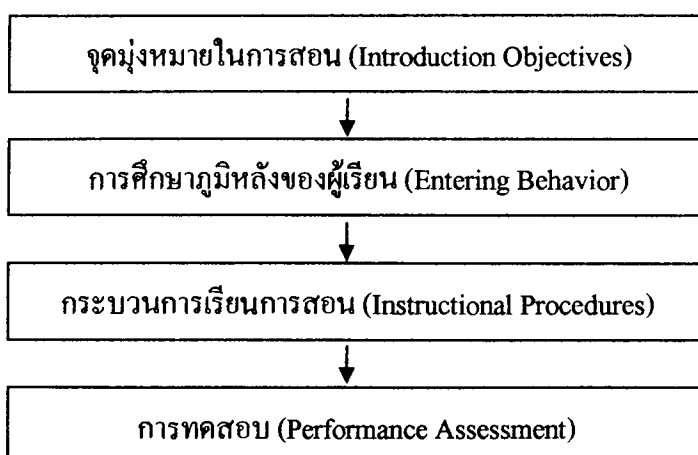 จุดมุ่งหมายในการสอน (Introduction Objectives)
การศึกษาภูมิหลังของผู้เรียน (Entering Behavior)
กระบวนการเรียนการสอน (Instructional Procedures)
การทดสอบ (Performance Assessment)